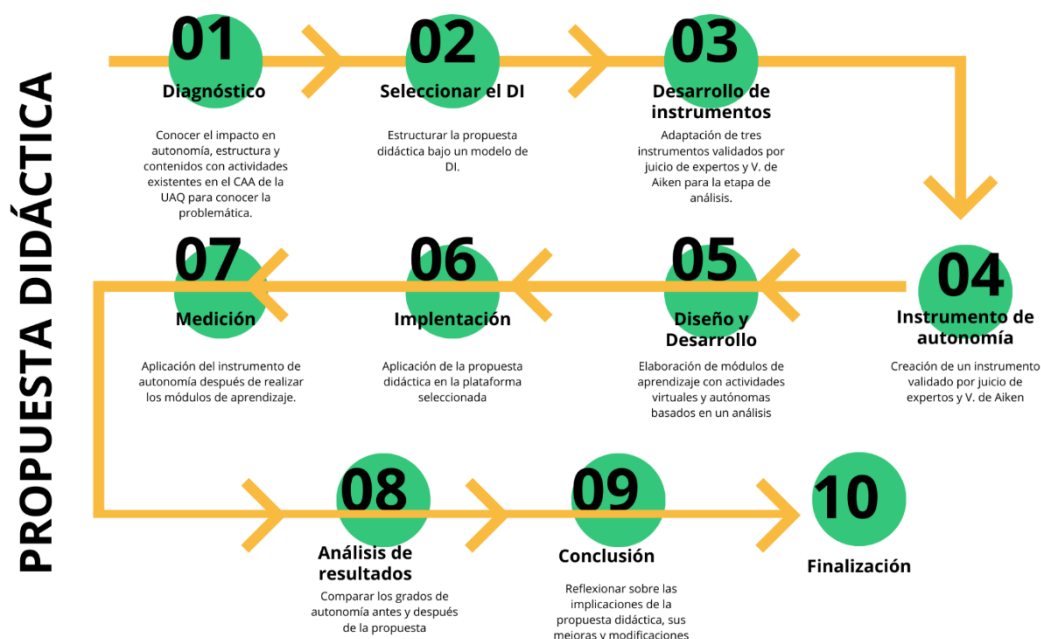 PROPUESTA DIDÁCTICA
01
Diagnóstico
Conocer el impacto en
autonomía, estructura y
contenidos con actividades
existentes en el CAA de la
UAQ para conocer la
problemática.
02
Seleccionar el DI
Estructurar la propuesta
didáctica bajo un modelo de
DI.
03
Desarrollo de
instrumentos
Adaptación de tres
instrumentos validados por
juicio de expertos y V. de
Aiken para la etapa de
análisis.
04
Instrumento de
autonomía
Creación de un instrumento
validado por juicio de
expertos y V. de Aiken
05
Diseño y
Desarrollo
Elaboración de módulos de
aprendizaje con actividades
virtuales y autónomas
basados en un análisis
06
Implentación
Aplicación de la propuesta
didáctica en la plataforma
seleccionada
07
Medición
Aplicación del instrumento de
autonomía después de realizar
los módulos de aprendizaje.
08
Análisis de
resultados
Comparar los grados de
autonomía antes y después
de la propuesta
09
Conclusión
Reflexionar sobre las
implicaciones de la
propuesta didáctica, sus
mejoras y modificaciones
10
Finalización